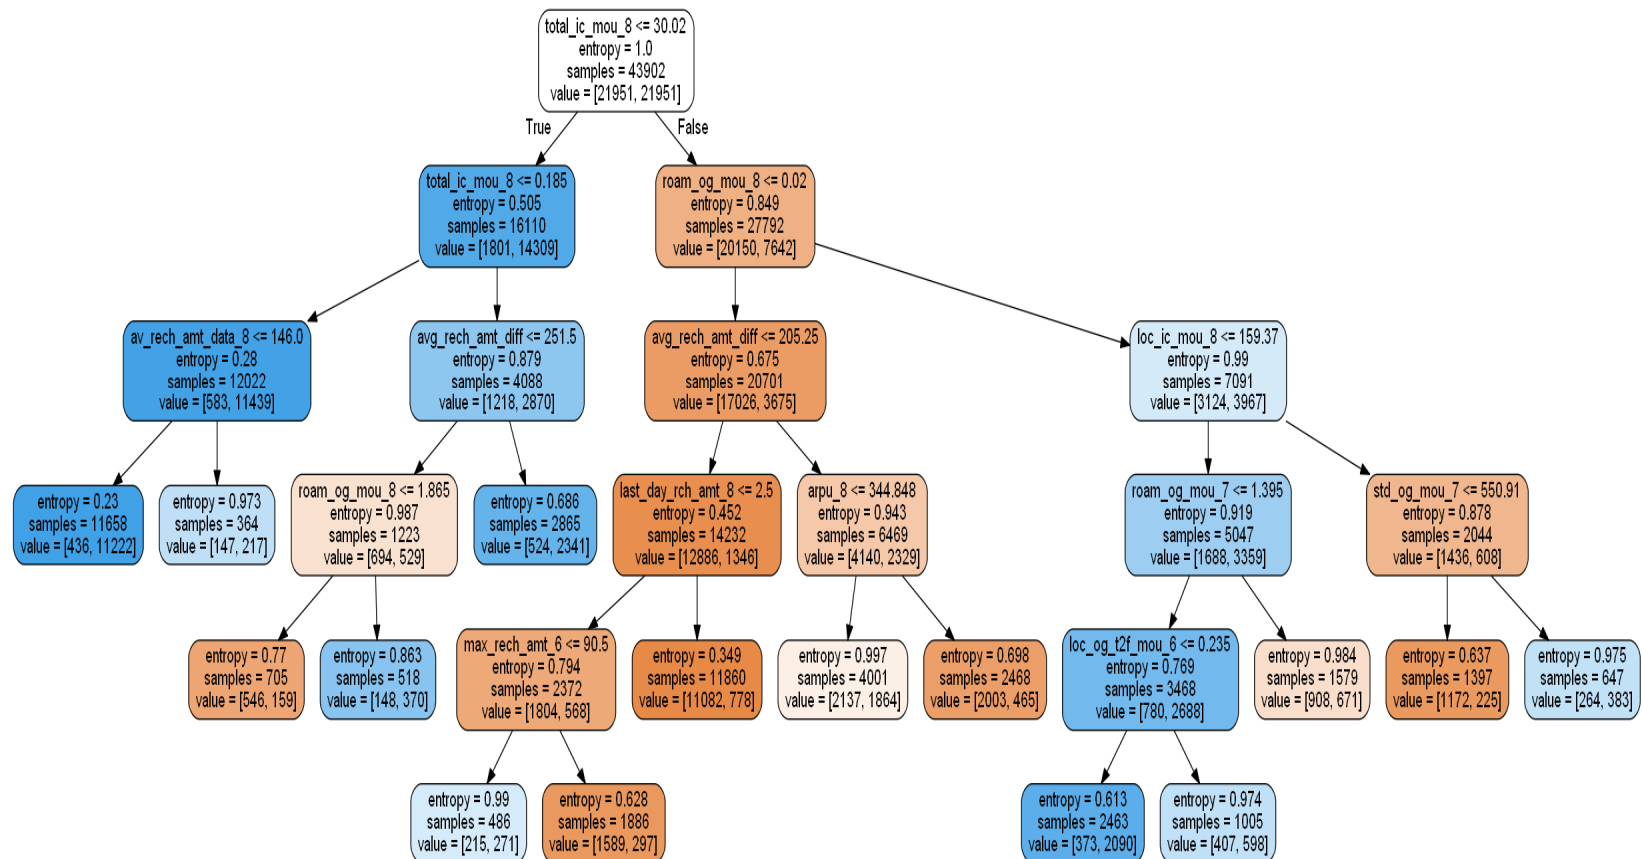 total_ic_mou_8 <= 30.02
entropy = 1.0
samples = 43902
value = [21951, 21951]
True
False
total_ic_mou_8 <= 0.185
entropy = 0.505
samples = 16110
value = [1801, 14309]
roam_og_mou_8 <= 0.02
entropy = 0.849
samples = 27792
value = [20150, 7642]
av_rech_amt_data_8 <= 146.0
entropy = 0.28
samples = 12022
value = [583, 11439]
avg_rech_amt_diff <= 251.5
entropy = 0.879
samples = 4088
value = [1218, 2870]
avg_rech_amt_diff <= 205.25
entropy = 0.675
samples = 20701
value = [17026, 3675]
loc_ic_mou_8 <= 159.37
entropy = 0.99
samples = 7091
value = [3124, 3967]
entropy = 0.23
samples = 11658
value = [436, 11222]
entropy = 0.973
samples = 364
value = [147, 217]
roam_og_mou_8 <= 1.865
entropy = 0.987
samples = 1223
value = [694, 529]
entropy = 0.686
samples = 2865
value = [524, 2341]
last_day_rch_amt_8 <= 2.5
entropy = 0.452
samples = 14232
value = [12886, 1346]
arpu_8 <= 344.848
entropy = 0.943
samples = 6469
value = [4140, 2329]
roam_og_mou_7 <= 1.395
entropy = 0.919
samples = 5047
value = [1688, 3359]
std_og_mou_7 <= 550.91
entropy = 0.878
samples = 2044
value = [1436, 608]
entropy = 0.77
samples = 705
value = [546, 159]
entropy = 0.863
samples = 518
value = [148, 370]
max_rech_amt_6 <= 90.5
entropy = 0.794
samples = 2372
value = [1804, 568]
entropy = 0.349
samples = 11860
value = [11082, 778]
entropy = 0.997
samples = 4001
value = [2137, 1864]
entropy = 0.698
samples = 2468
value = [2003, 465]
loc_og_t2f_mou_6 <= 0.235
entropy = 0.769
samples = 3468
value = [780, 2688]
entropy = 0.984
samples = 1579
value = [908, 671]
entropy = 0.637
samples = 1397
value = [1172, 225]
entropy = 0.975
samples = 647
value = [264, 383]
entropy = 0.99
samples = 486
value = [215, 271]
entropy = 0.628
samples = 1886
value = [1589, 297]
entropy = 0.613
samples = 2463
value = [373, 2090]
entropy = 0.974
samples = 1005
value = [407, 598]